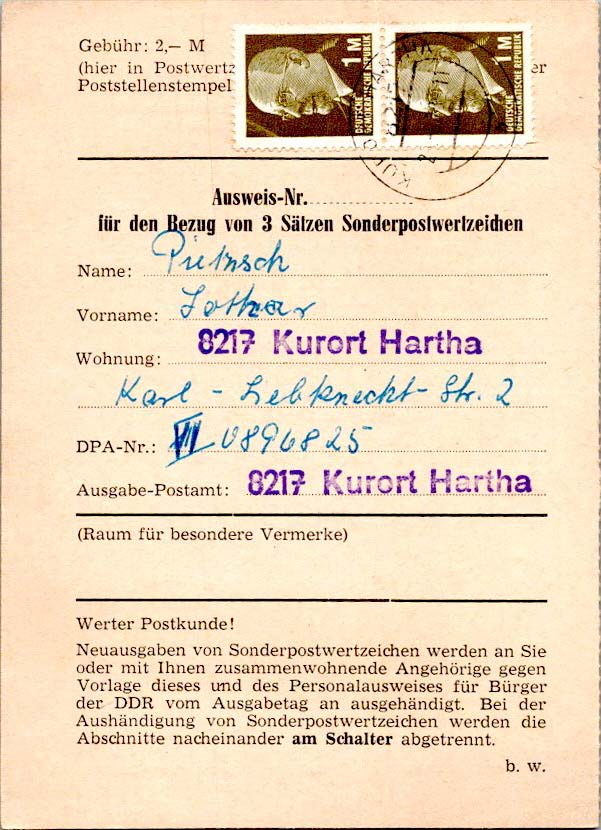 Gebühr: 2,— M
(hier in Postwertz er
Poststellenstempel
1 M
DEUTSCHE
DEMOKRATISCHE REPUBLIK
1 M
DEUTSCHE
DEMOKRATISCHE REPUBLIK
Ausweis-Nr.
für den Bezug von 3 Sätzen Sonderpostwertzeichen
Name: Pietzsch
Vorname: Lothar
Wohnung: 8217 Kurort Hartha
Karl - Liebknecht - Str. 2
DPA-Nr.: VII 0896825
Ausgabe-Postamt: 8217 Kurort Hartha
(Raum für besondere Vermerke)
Werter Postkunde!
Neuausgaben von Sonderpostwertzeichen werden an Sie
oder mit Ihnen zusammenwohnende Angehörige gegen
Vorlage dieses und des Personalausweises für Bürger
der DDR vom Ausgabetag an ausgehändigt. Bei der
Aushändigung von Sonderpostwertzeichen werden die
Abschnitte nacheinander am Schalter abgetrennt.
b. w.